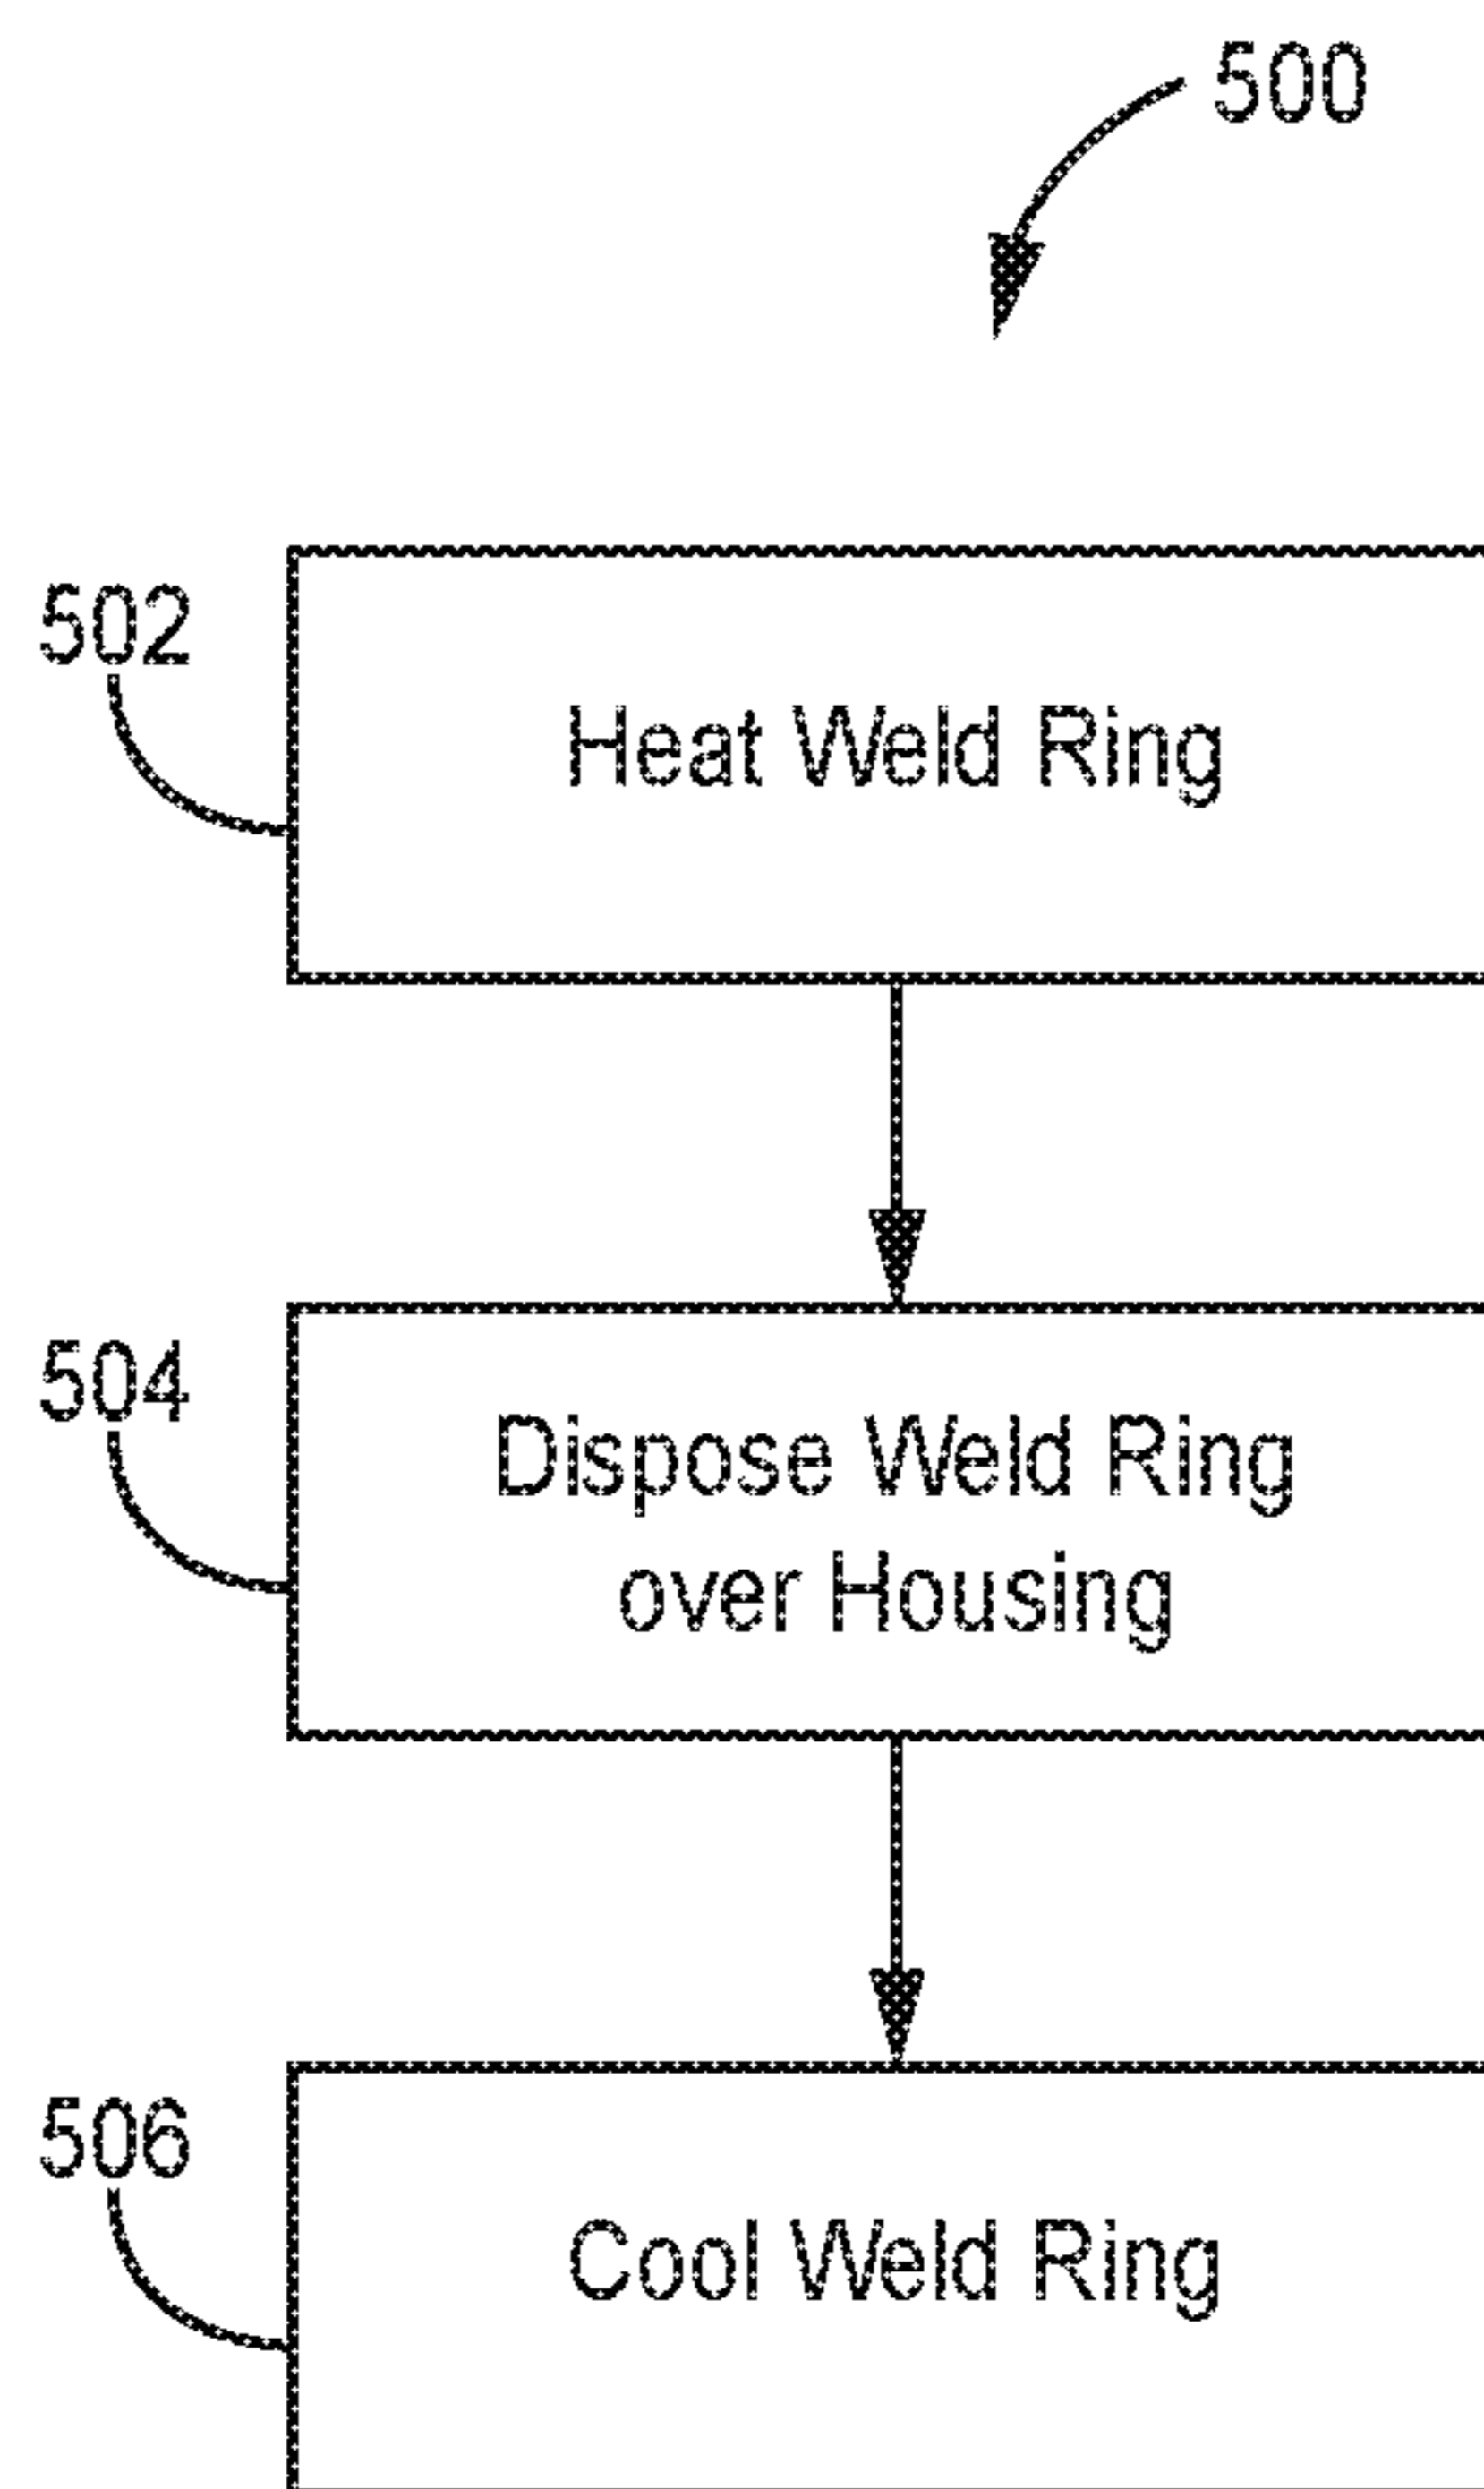 500
502
Heat Weld Ring
504
Dispose Weld Ring
over Housing
506
Cool Weld Ring